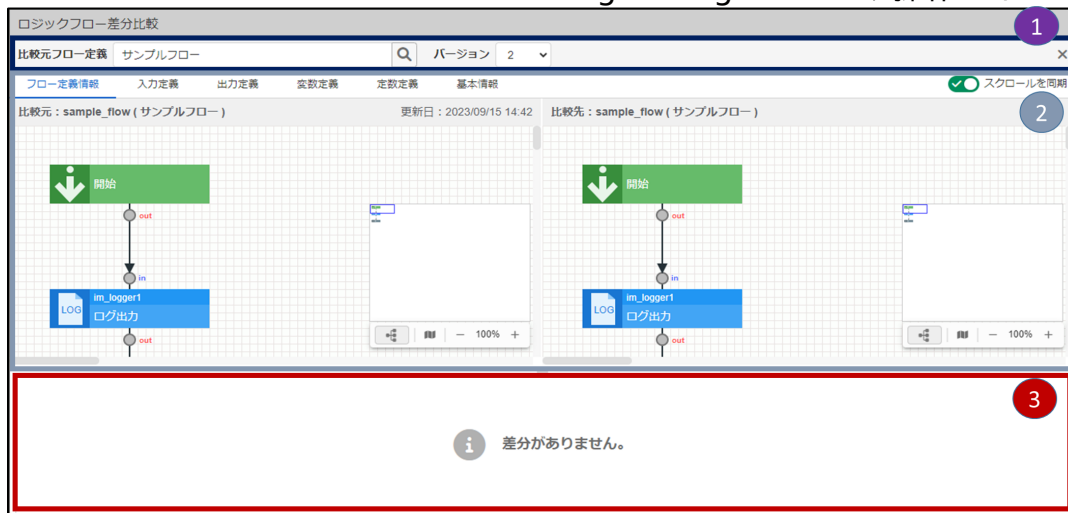 ロジックフロー差分比較
1
比較元フロー定義 サンプルフロー バージョン 2
フロー定義情報 入力定義 出力定義 変数定義 定数定義 基本情報 スクロールを同期
2
比較元：sample_flow ( サンプルフロー ) 更新日：2023/09/15 14:42 比較先：sample_flow ( サンプルフロー )
開始 開始
out out
in in
im_logger1 im_logger1
LOG ログ出力 LOG ログ出力
100% 100%
out out
3
差分がありません。